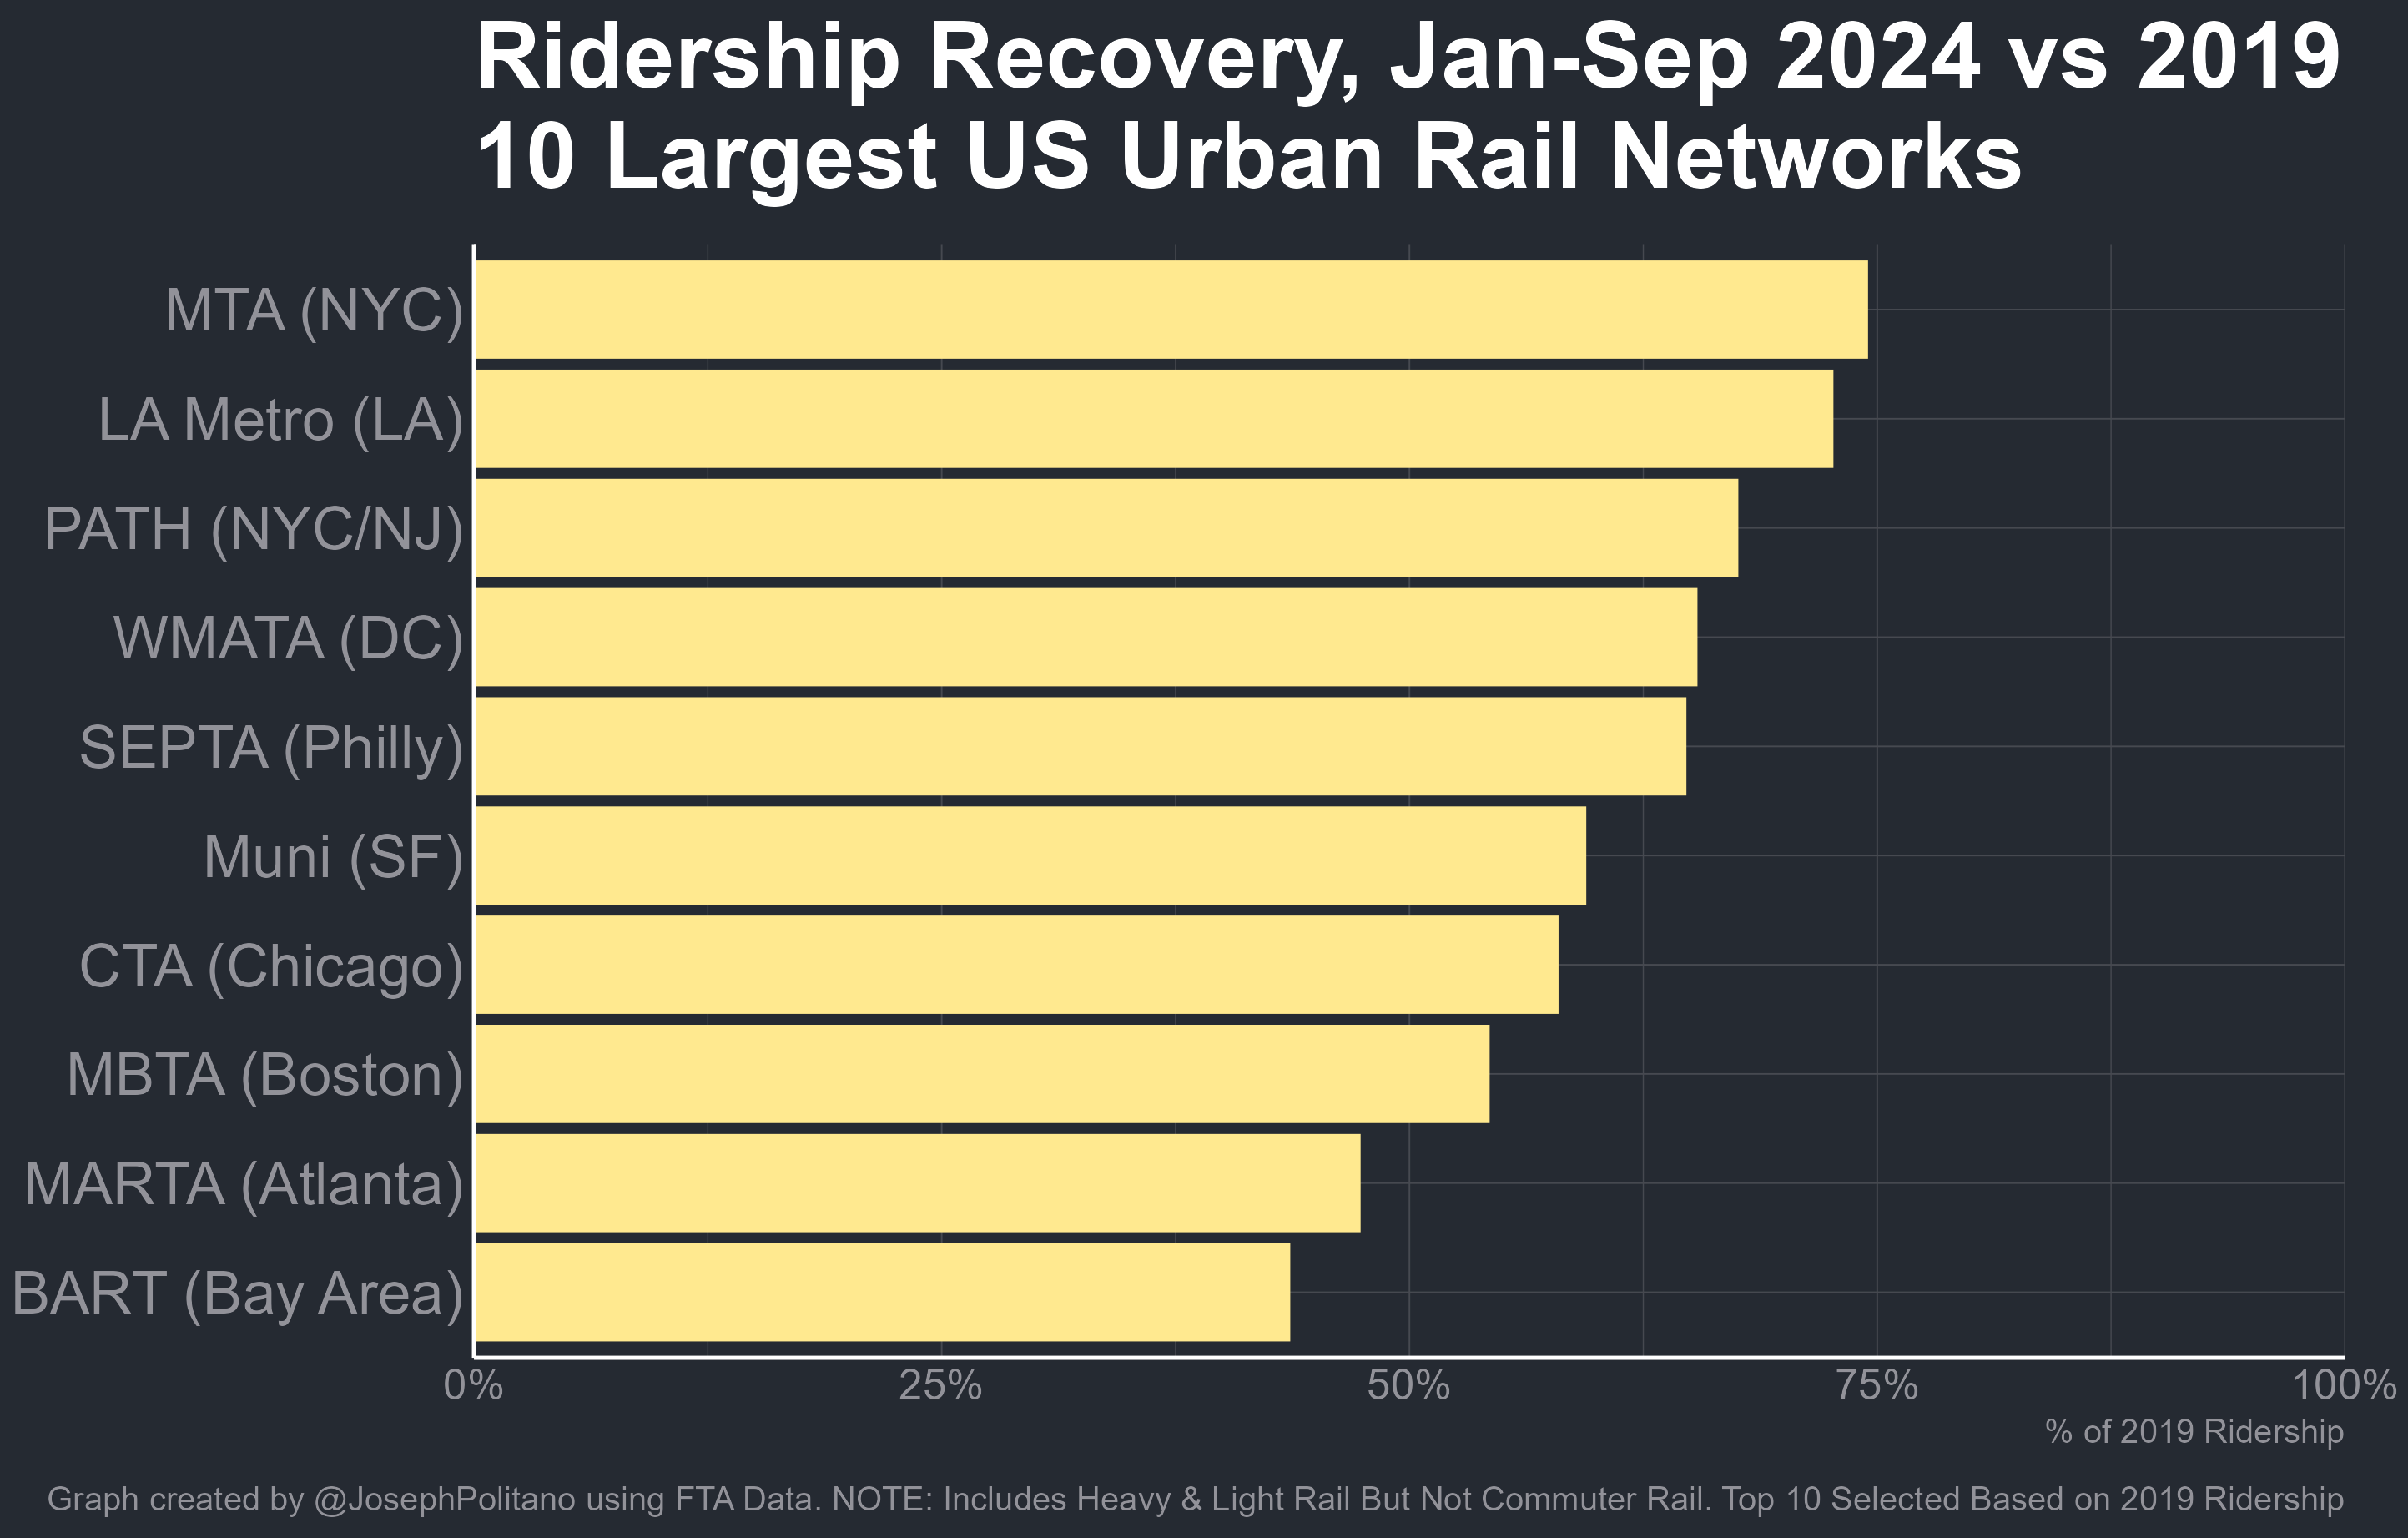 Ridership Recovery, Jan-Sep 2024 vs 2019
10 Largest US Urban Rail Networks
MTA (NYC)
LA Metro (LA)
PATH (NYC/NJ)
WMATA (DC)
SEPTA (Philly)
Muni (SF)
CTA (Chicago)
MBTA (Boston)
MARTA (Atlanta)
BART (Bay Area)
0% 25% 50% 75% 100%
% of 2019 Ridership
Graph created by @JosephPolitano using FTA Data. NOTE: Includes Heavy & Light Rail But Not Commuter Rail. Top 10 Selected Based on 2019 Ridership